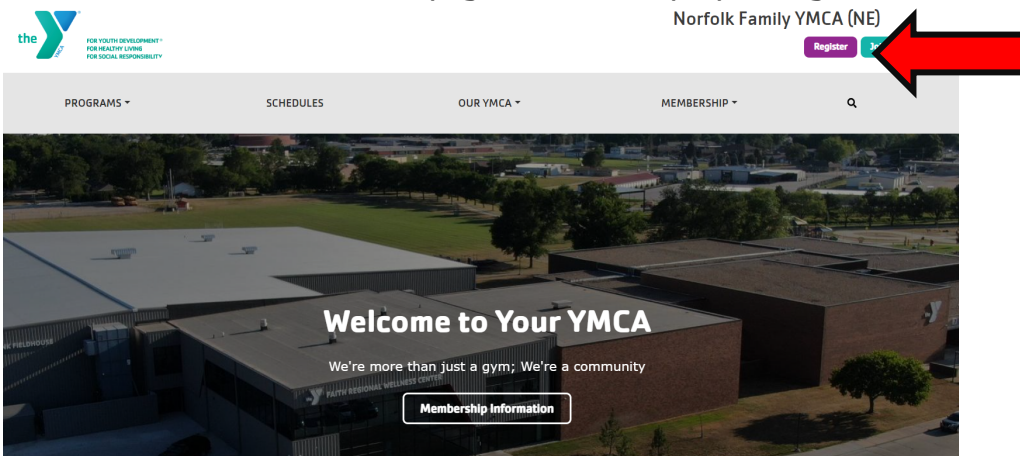 Norfolk Family YMCA (NE)
the
YMCA
FOR YOUTH DEVELOPMENT®
FOR HEALTHY LIVING
FOR SOCIAL RESPONSIBILITY
Register
PROGRAMS
SCHEDULES
OUR YMCA
MEMBERSHIP
Welcome to Your YMCA
We're more than just a gym; We're a community
FIELDHOUSE
FAITH REGIONAL WELLNESS CENTER
Membership Information